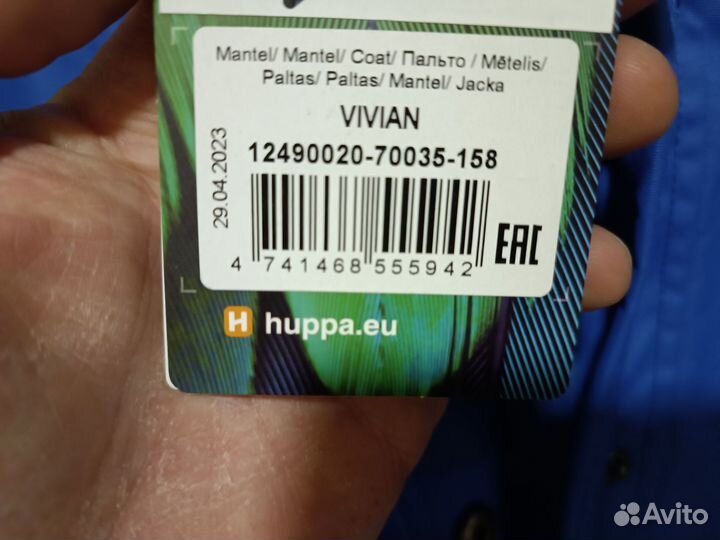 Mantel/ Mantel/ Coat/ Пальто / Mētelis/
Paltas/ Paltas/ Mantel/ Jacka
VIVIAN
12490020-70035-158
29.04.2023
4 741468 555942
EAC
H huppa.eu
Avito